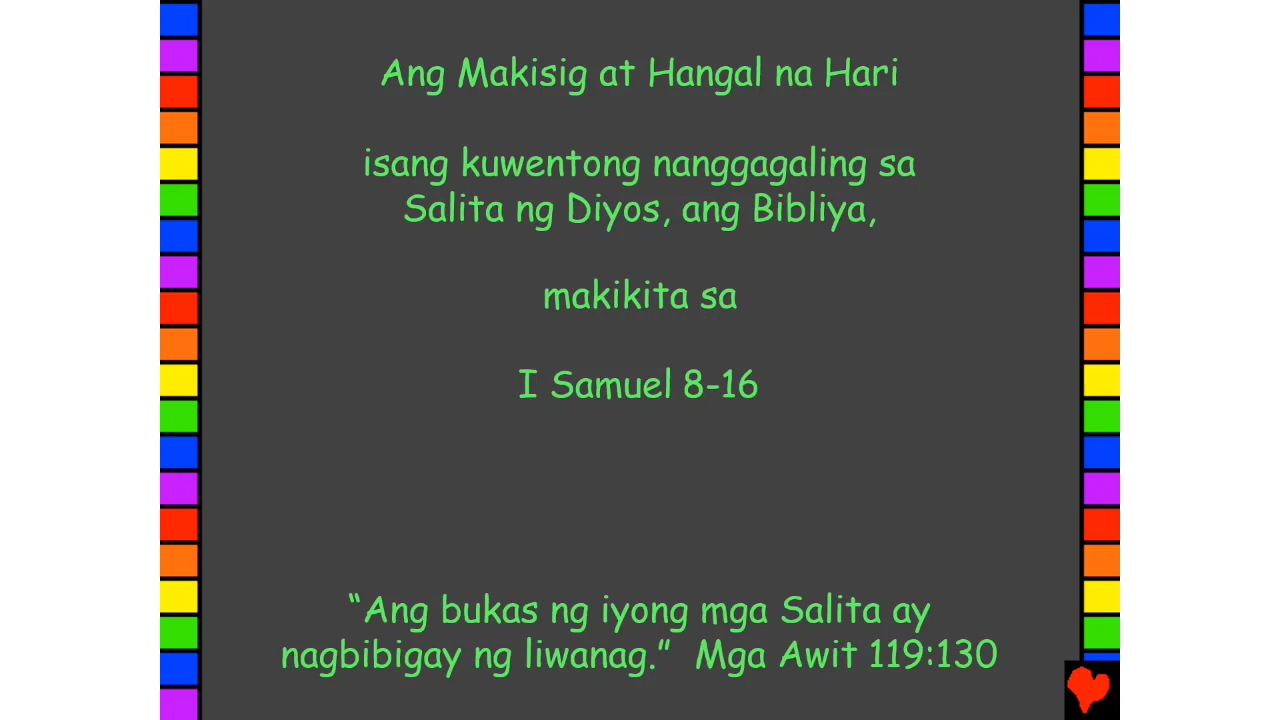 Ang Makisig at Hangal na Hari
isang kuwentong nanggagaling sa
Salita ng Diyos, ang Bibliya,
makikita sa
I Samuel 8-16
“Ang bukas ng iyong mga Salita ay
nagbibigay ng liwanag.”  Mga Awit 119:130